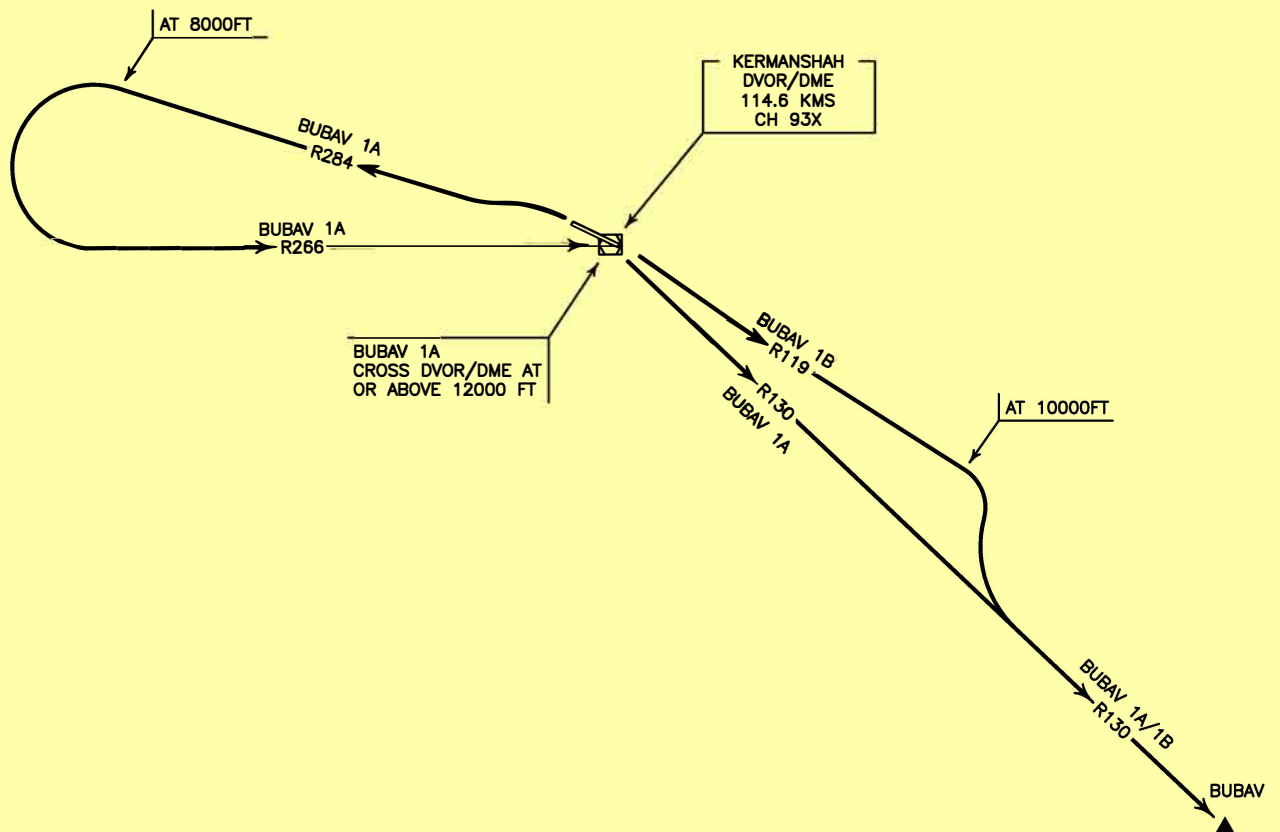 AT 8000FT
KERMANSHAH
DVOR/DME
114.6 KMS
CH 93X
BUBAV 1A
R284
BUBAV 1A
R266
BUBAV 1A
CROSS DVOR/DME AT
OR ABOVE 12000 FT
BUBAV 1B
R119
R130
BUBAV 1A
AT 10000FT
BUBAV 1A/1B
R130
BUBAV